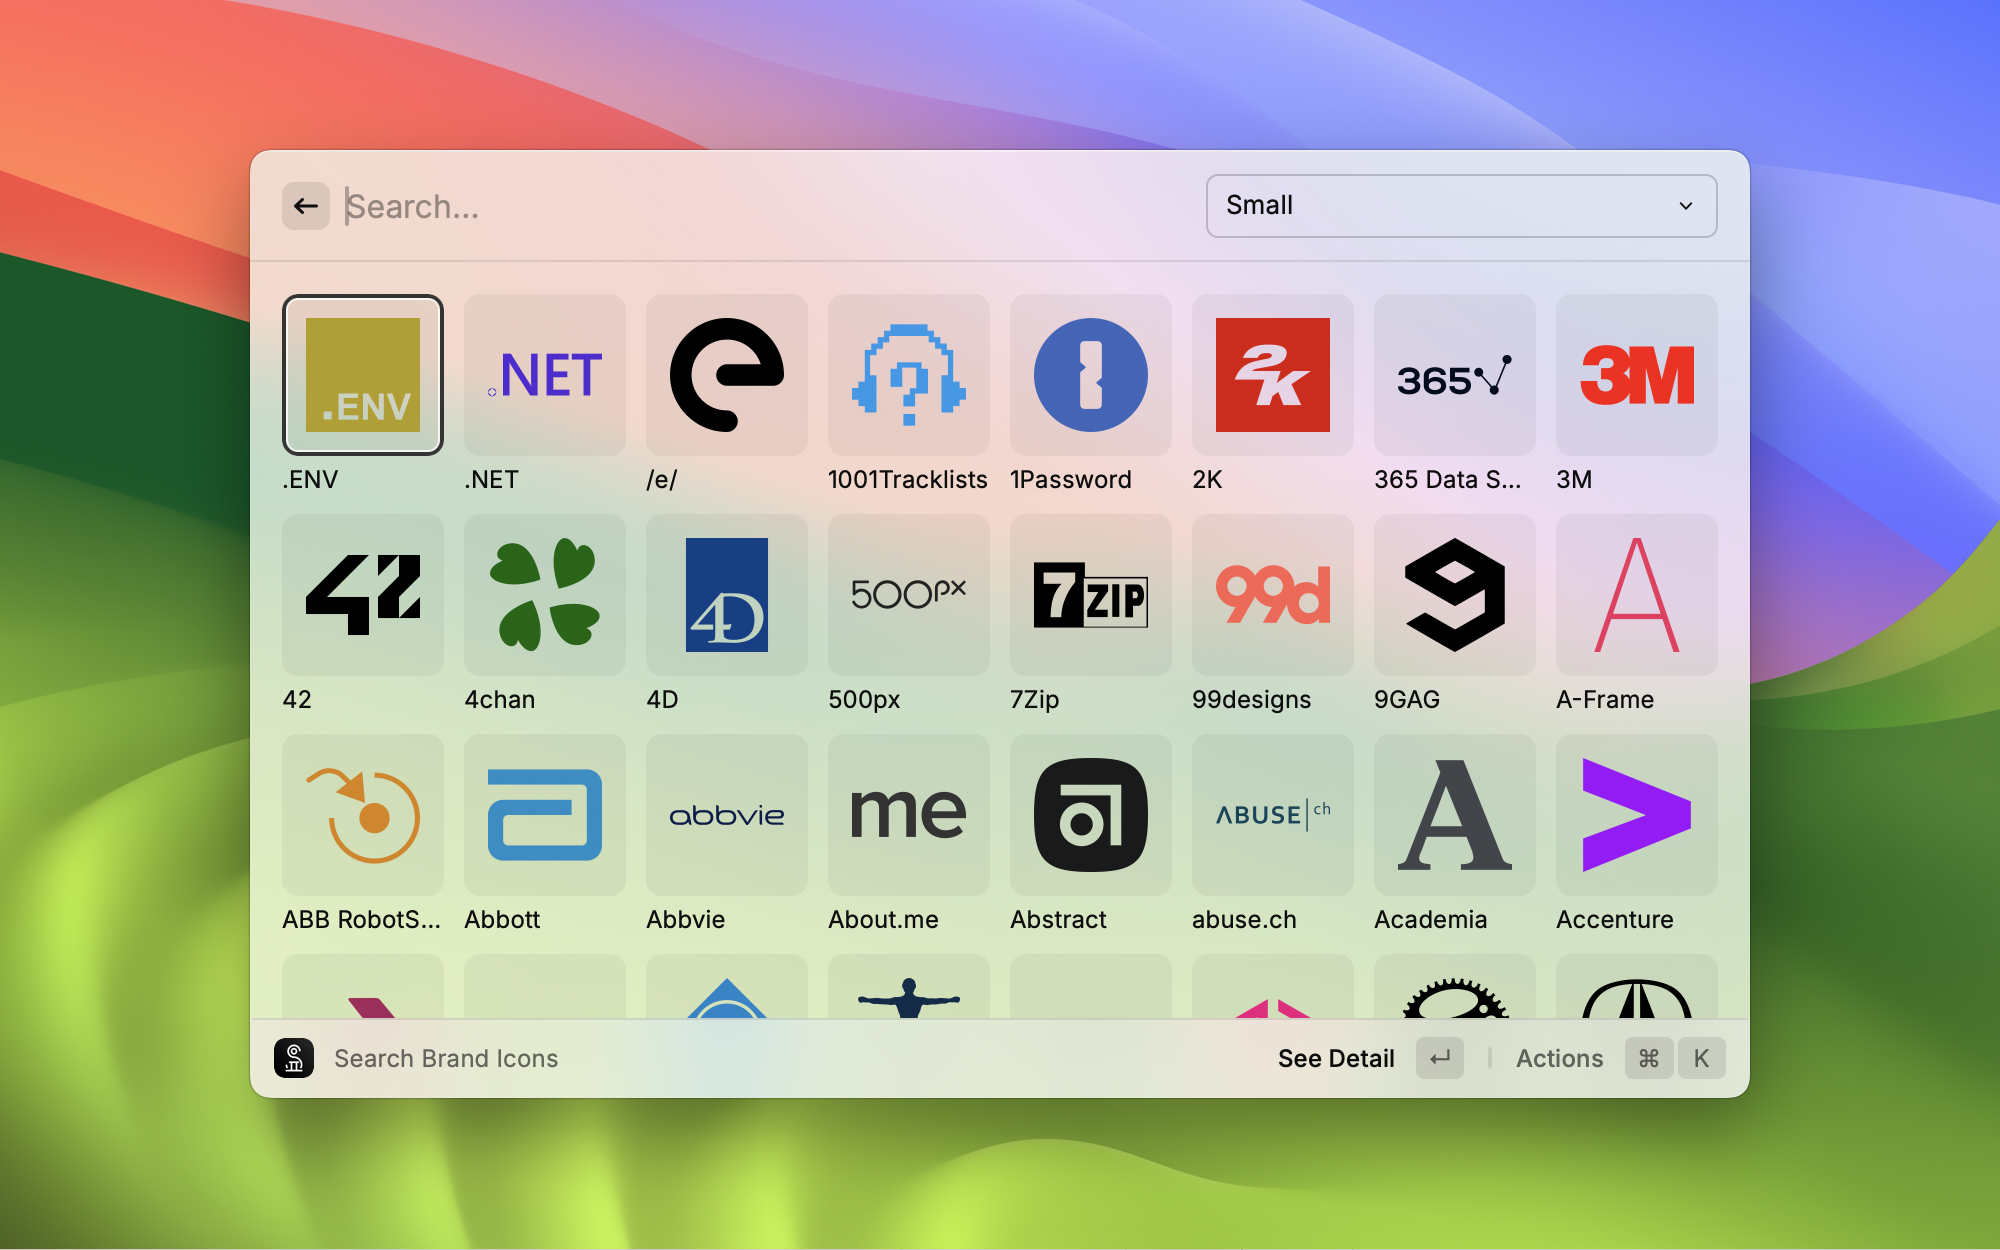 Search...
Small
.ENV
.NET
365
3M
.ENV
.NET
/e/
1001Tracklists
1Password
2K
365 Data S...
3M
2K
42
4D
500px
7ZIP
99d
9
A
42
4chan
4D
500px
7Zip
99designs
9GAG
A-Frame
abbvie
me
ABUSE|ch
A
ABB RobotS...
Abbott
Abbvie
About.me
Abstract
abuse.ch
Academia
Accenture
Search Brand Icons
See Detail
Actions
⌘
K